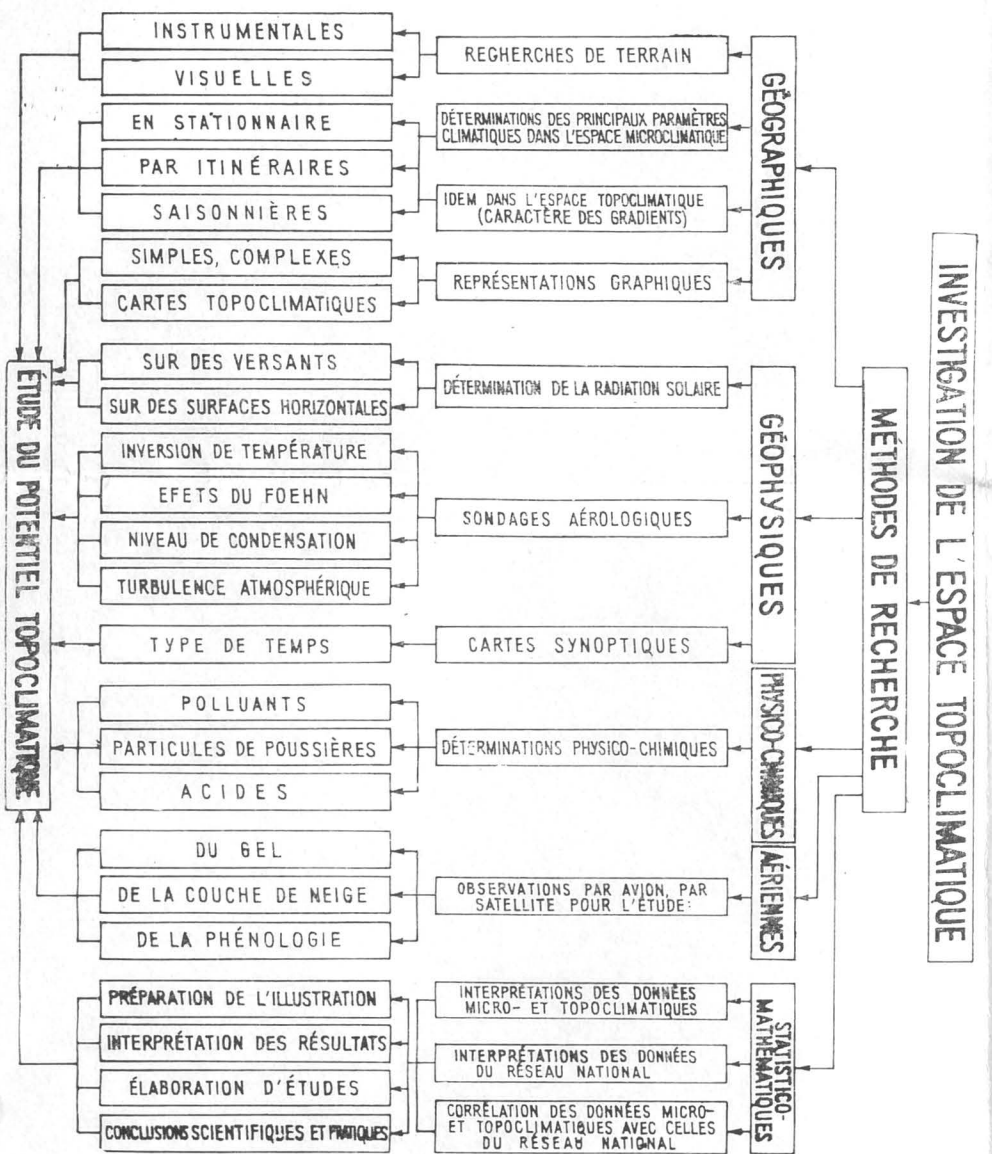 INVESTIGATION DE L'ESPACE TOPOCLIMATIQUE
MÉTHODES DE RECHERCHE
GÉOGRAPHIQUES
REGHERCHES DE TERRAIN
INSTRUMENTALES
VISUELLES
DÉTERMINATIONS DES PRINCIPAUX PARAMÈTRES
CLIMATIQUES DANS L'ESPACE MICROCLIMATIQUE
IDEM DANS L'ESPACE TOPOCLIMATIQUE
(CARACTÈRE DES GRADIENTS)
EN STATIONNAIRE
PAR ITINÉRAIRES
SAISONNIÈRES
REPRÉSENTATIONS GRAPHIQUES
SIMPLES, COMPLEXES
CARTES TOPOCLIMATIQUES
GÉOPHYSIQUES
DÉTERMINATION DE LA RADIATION SOLAIRE
SUR DES VERSANTS
SUR DES SURFACES HORIZONTALES
SONDAGES AÉROLOGIQUES
INVERSION DE TEMPÉRATURE
EFETS DU FOEHN
NIVEAU DE CONDENSATION
TURBULENCE ATMOSPHÉRIQUE
CARTES SYNOPTIQUES
TYPE DE TEMPS
PHYSICO-CHIMIQUES
DÉTERMINATIONS PHYSICO-CHIMIQUES
POLLUANTS
PARTICULES DE POUSSIÈRES
ACIDES
AÉRIENNES
OBSERVATIONS PAR AVION, PAR
SATELLITE POUR L'ÉTUDE:
DU GEL
DE LA COUCHE DE NEIGE
DE LA PHÉNOLOGIE
STATISTICO-
MATHÉMATIQUES
INTERPRÉTATIONS DES DONNÉES
MICRO- ET TOPOCLIMATIQUES
INTERPRÉTATIONS DES DONNÉES
DU RÉSEAU NATIONAL
CORRÉLATION DES DONNÉES MICRO-
ET TOPOCLIMATIQUES AVEC CELLES
DU RÉSEAU NATIONAL
PRÉPARATION DE L'ILLUSTRATION
INTERPRÉTATION DES RÉSULTATS
ÉLABORATION D'ÉTUDES
CONCLUSIONS SCIENTIFIQUES ET PRATIQUES
ÉTUDE DU POTENTIEL TOPOCLIMATIQUE